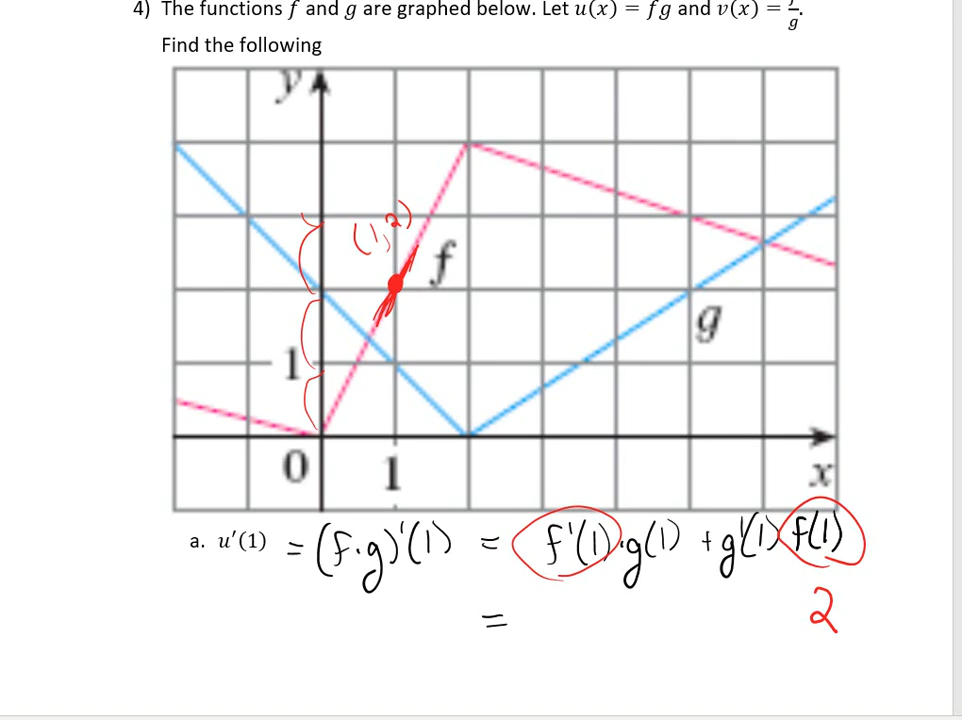 4) The functions f and g are graphed below. Let u(x) = fg and v(x) = f/g.
Find the following
y
(1,2)
f
g
1
0 1 x
a. u'(1) = (f·g)'(1) = f'(1)·g(1) + g'(1) f(1)
= 2